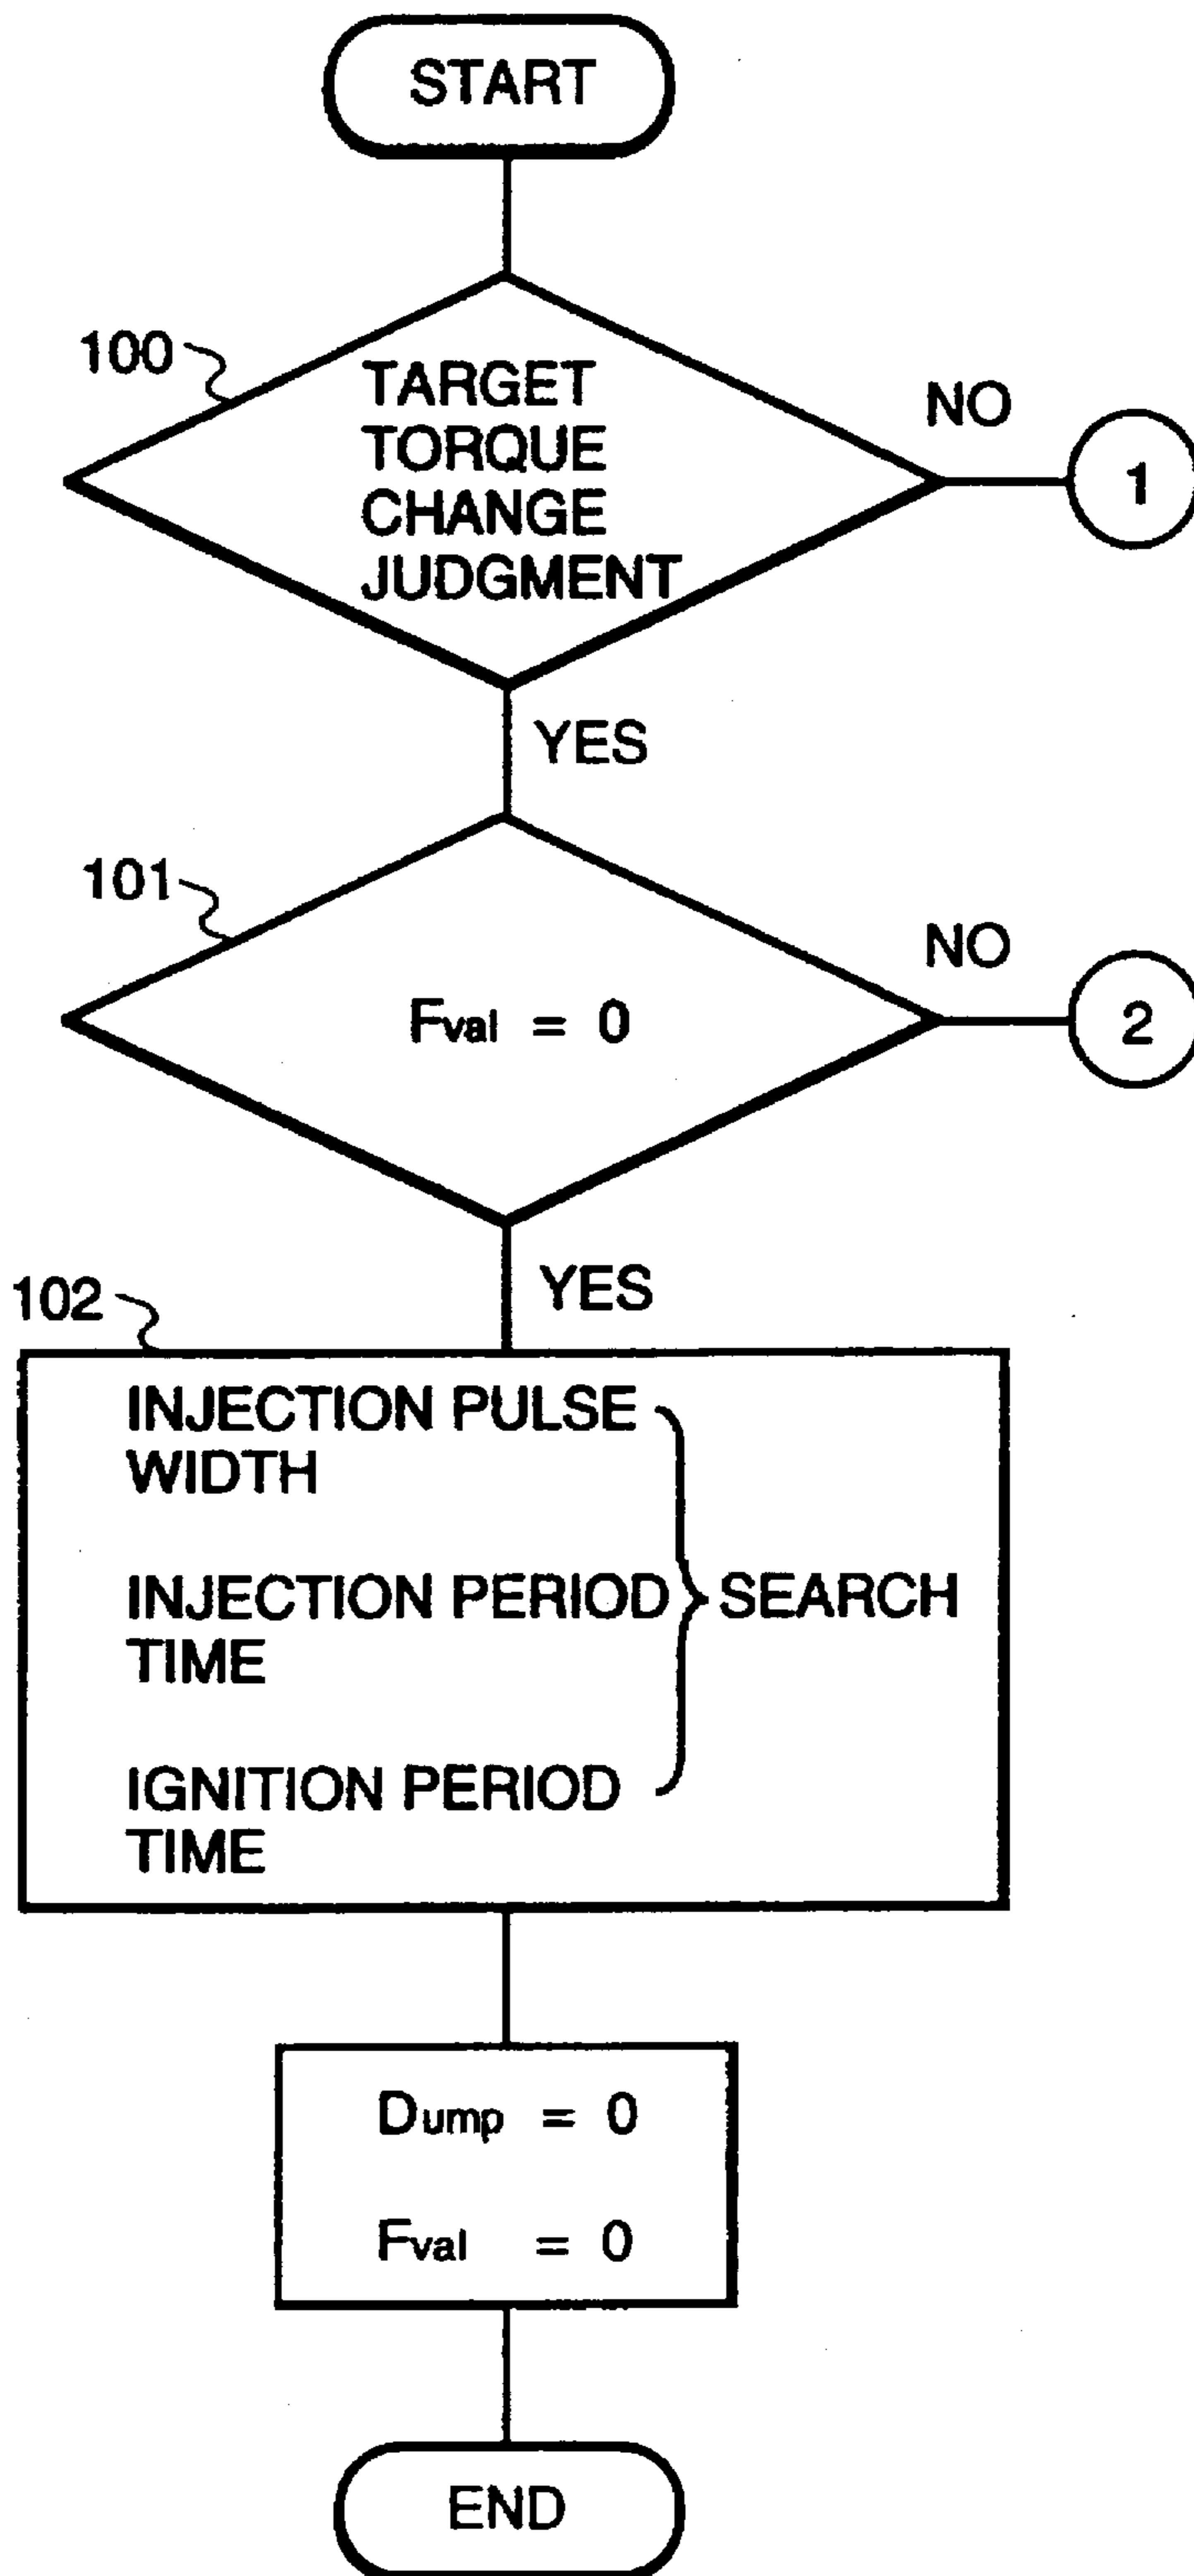 START
100
TARGET
TORQUE
CHANGE
JUDGMENT
NO
1
YES
101
Fval = 0
NO
2
YES
102
INJECTION PULSE
WIDTH
INJECTION PERIOD
TIME
SEARCH
IGNITION PERIOD
TIME
Dump = 0
Fval = 0
END